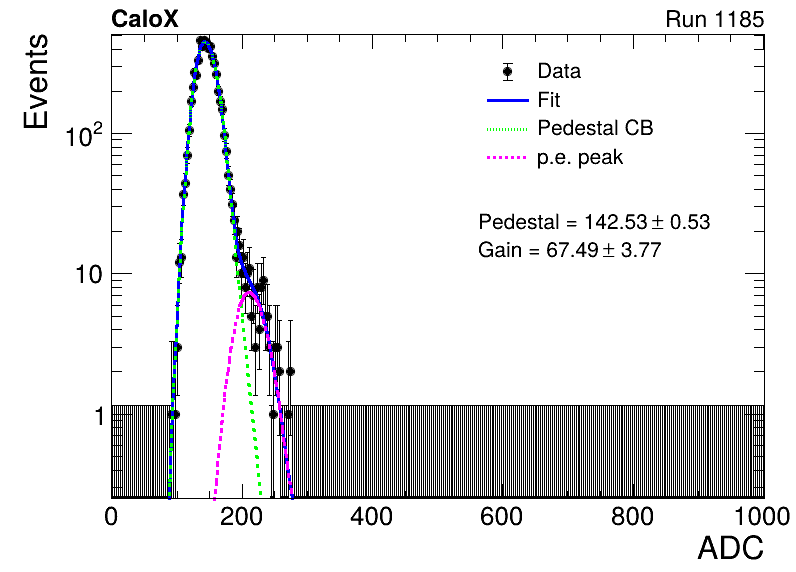 CaloX Run 1185
Events
Data
Fit
Pedestal CB
p.e. peak
Pedestal = 142.53 ± 0.53
Gain = 67.49 ± 3.77
10²
10
1
0 200 400 600 800 1000
ADC